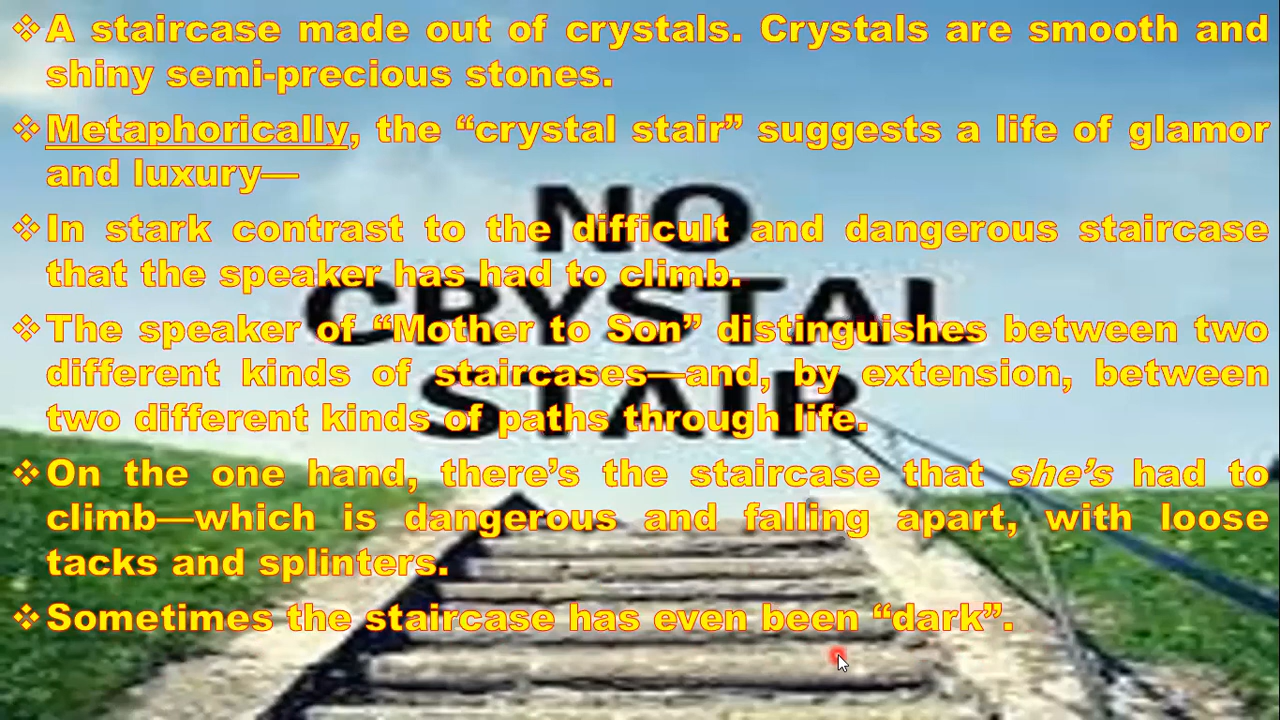 ❖A staircase made out of crystals. Crystals are smooth and
shiny semi-precious stones.
❖Metaphorically, the “crystal stair” suggests a life of glamor
and luxury—
❖In stark contrast to the difficult and dangerous staircase
that the speaker has had to climb.
❖The speaker of “Mother to Son” distinguishes between two
different kinds of staircases—and, by extension, between
two different kinds of paths through life.
❖On the one hand, there’s the staircase that she’s had to
climb—which is dangerous and falling apart, with loose
tacks and splinters.
❖Sometimes the staircase has even been “dark”.
NO
CRYSTAL
STAIR